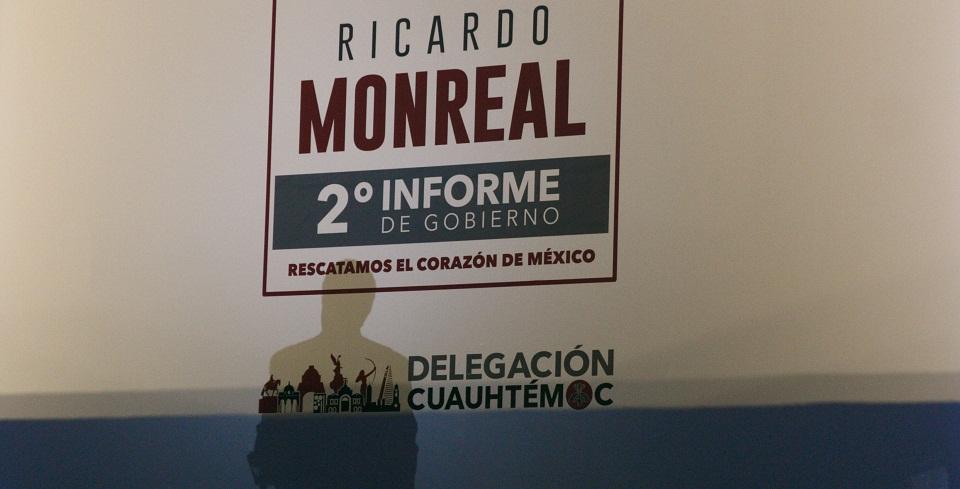 RICARDO
MONREAL
2° INFORME
DE GOBIERNO
RESCATAMOS EL CORAZÓN DE MÉXICO
DELEGACIÓN
CUAUHTÉMOC